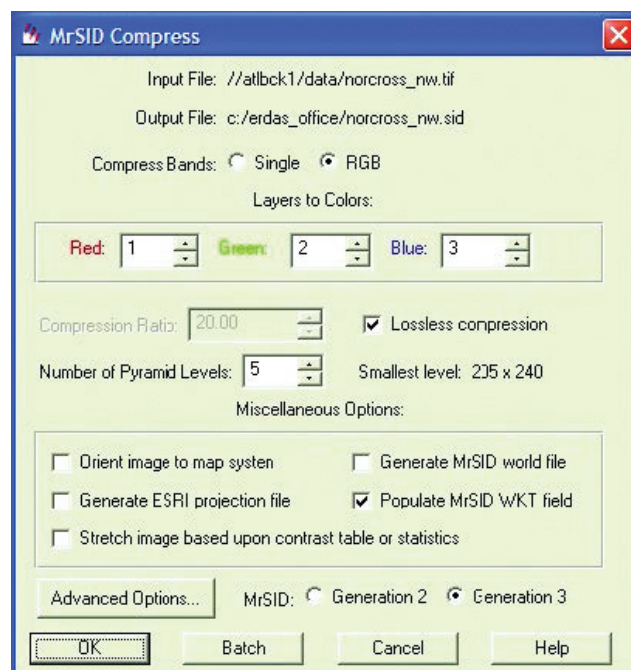 MrSID Compress
Input File: //atlbck1/data/norcross_nw.tif
Output File: c:/erdas_office/norcross_nw.sid
Compress Bands: Single RGB
Layers to Colors:
Red: 1 Green: 2 Blue: 3
Compression Ratio: 20.00 Lossless compression
Number of Pyramid Levels: 5 Smallest level: 205 x 240
Miscellaneous Options:
Orient image to map system Generate MrSID world file
Generate ESRI projection file Populate MrSID WKT field
Stretch image based upon contrast table or statistics
Advanced Options... MrSID: Generation 2 Generation 3
OK Batch Cancel Help